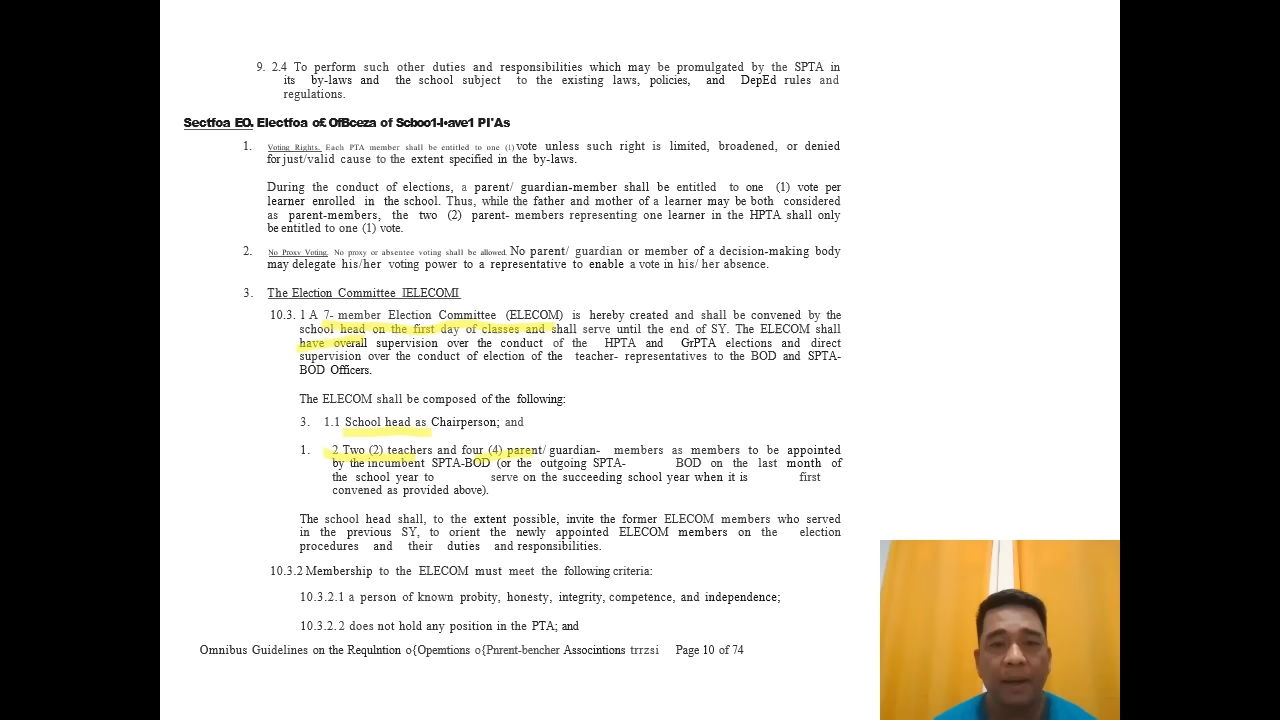 9. 2.4 To perform such other duties and responsibilities which may be promulgated by the SPTA in
its by-laws and the school subject to the existing laws, policies, and DepEd rules and
regulations.
Sectfoa EO. Electfoa of. OfBceza of Scboo1-l•ave1 PI'As
1. Voting Rights. Each PTA member shall be entitled to one (1) vote unless such right is limited, broadened, or denied
for just/valid cause to the extent specified in the by-laws.
During the conduct of elections, a parent/ guardian-member shall be entitled to one (1) vote per
learner enrolled in the school. Thus, while the father and mother of a learner may be both considered
as parent-members, the two (2) parent- members representing one learner in the HPTA shall only
be entitled to one (1) vote.
2. No Proxy Voting. No proxy or absentee voting shall be allowed. No parent/ guardian or member of a decision-making body
may delegate his/her voting power to a representative to enable a vote in his/ her absence.
3. The Election Committee IELECOMI
10.3. 1 A 7- member Election Committee (ELECOM) is hereby created and shall be convened by the
school head on the first day of classes and shall serve until the end of SY. The ELECOM shall
have overall supervision over the conduct of the HPTA and GrPTA elections and direct
supervision over the conduct of election of the teacher- representatives to the BOD and SPTA-
BOD Officers.
The ELECOM shall be composed of the following:
3. 1.1 School head as Chairperson; and
1. 2 Two (2) teachers and four (4) parent/ guardian- members as members to be appointed
by the incumbent SPTA-BOD (or the outgoing SPTA- BOD on the last month of
the school year to serve on the succeeding school year when it is first
convened as provided above).
The school head shall, to the extent possible, invite the former ELECOM members who served
in the previous SY, to orient the newly appointed ELECOM members on the election
procedures and their duties and responsibilities.
10.3.2 Membership to the ELECOM must meet the following criteria:
10.3.2.1 a person of known probity, honesty, integrity, competence, and independence;
10.3.2.2 does not hold any position in the PTA; and
Omnibus Guidelines on the Requlntion o{Opemtions o{Pnrent-bencher Associntions trrzsi Page 10 of 74